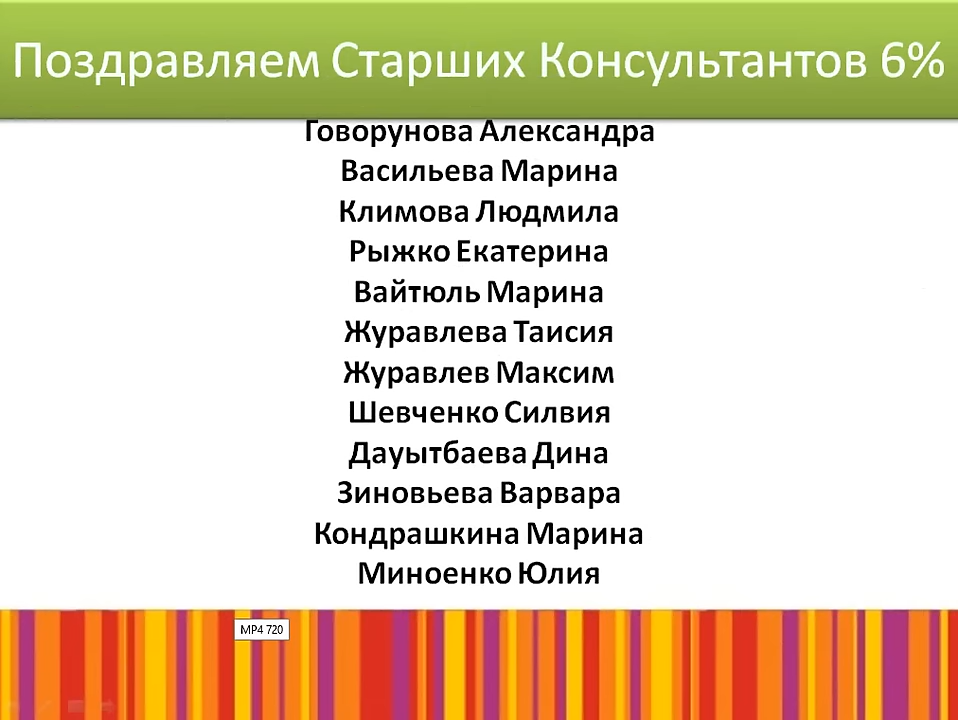 Поздравляем Старших Консультантов 6%
Говорунова Александра
Васильева Марина
Климова Людмила
Рыжко Екатерина
Вайтюль Марина
Журавлева Таисия
Журавлев Максим
Шевченко Силвия
Дауытбаева Дина
Зиновьева Варвара
Кондрашкина Марина
Миноенко Юлия
MP4 720